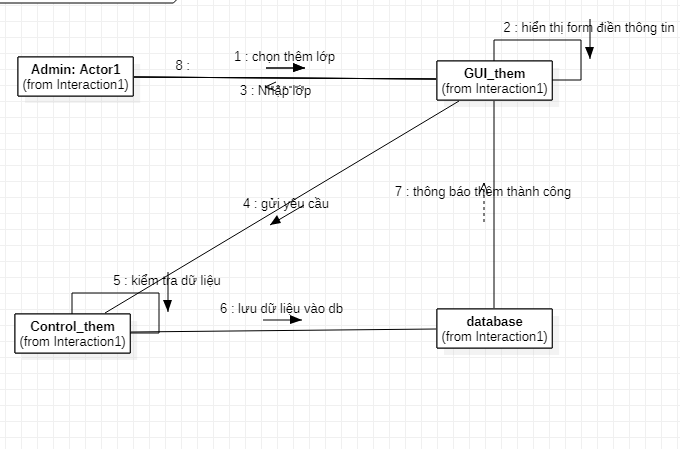 2 : hiển thị form điền thông tin
Admin: Actor1
(from Interaction1)
8 :
1 : chọn thêm lớp
3 : Nhập lớp
GUI_them
(from Interaction1)
7 : thông báo thêm thành công
4 : gửi yêu cầu
5 : kiểm tra dữ liệu
6 : lưu dữ liệu vào db
Control_them
(from Interaction1)
database
(from Interaction1)